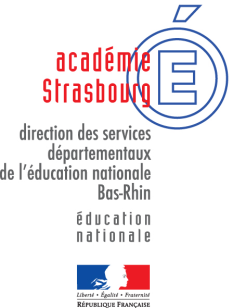 académie
Strasbourg
É
direction des services
départementaux
de l'éducation nationale
Bas-Rhin
éducation
nationale
Liberté • Égalité • Fraternité
RÉPUBLIQUE FRANÇAISE